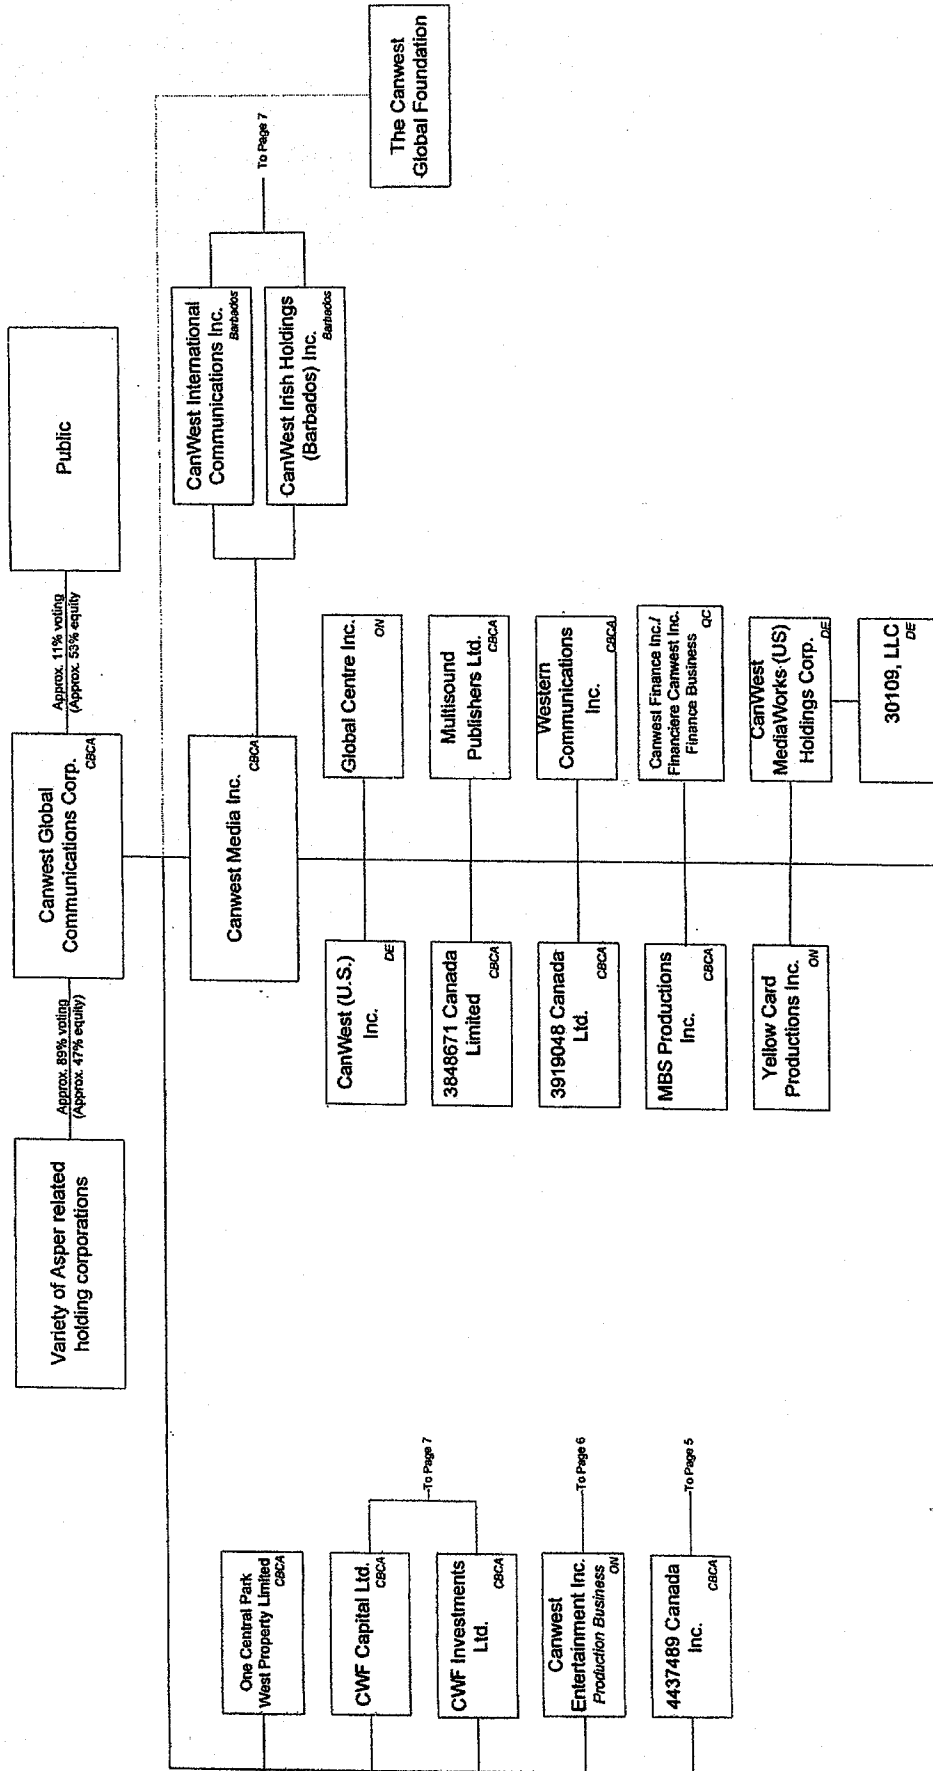 Variety of Asper related
holding corporations
Approx. 89% voting
(Approx. 47% equity)
Canwest Global
Communications Corp.
CBCA
Approx. 11% voting
(Approx. 53% equity
Public
One Central Park
West Property Limited
CBCA
CWF Capital Ltd.
CBCA
CWF Investments
Ltd.
CBCA
To Page 7
Canwest
Entertainment Inc.
Production Business
ON
To Page 6
4437489 Canada
Inc.
CBCA
To Page 5
Canwest Media Inc.
CBCA
CanWest International
Communications Inc.
Barbados
CanWest Irish Holdings
(Barbados) Inc.
Barbados
To Page 7
The Canwest
Global Foundation
CanWest (U.S.)
Inc.
DE
Global Centre Inc.
ON
3848671 Canada
Limited
CBCA
Multisound
Publishers Ltd.
CBCA
3919048 Canada
Ltd.
CBCA
Western
Communications
Inc.
CBCA
MBS Productions
Inc.
CBCA
Canwest Finance Inc./
Financiere Canwest Inc.
Finance Business
QC
Yellow Card
Productions Inc.
ON
CanWest
MediaWorks (US)
Holdings Corp.
DE
30109, LLC
DE